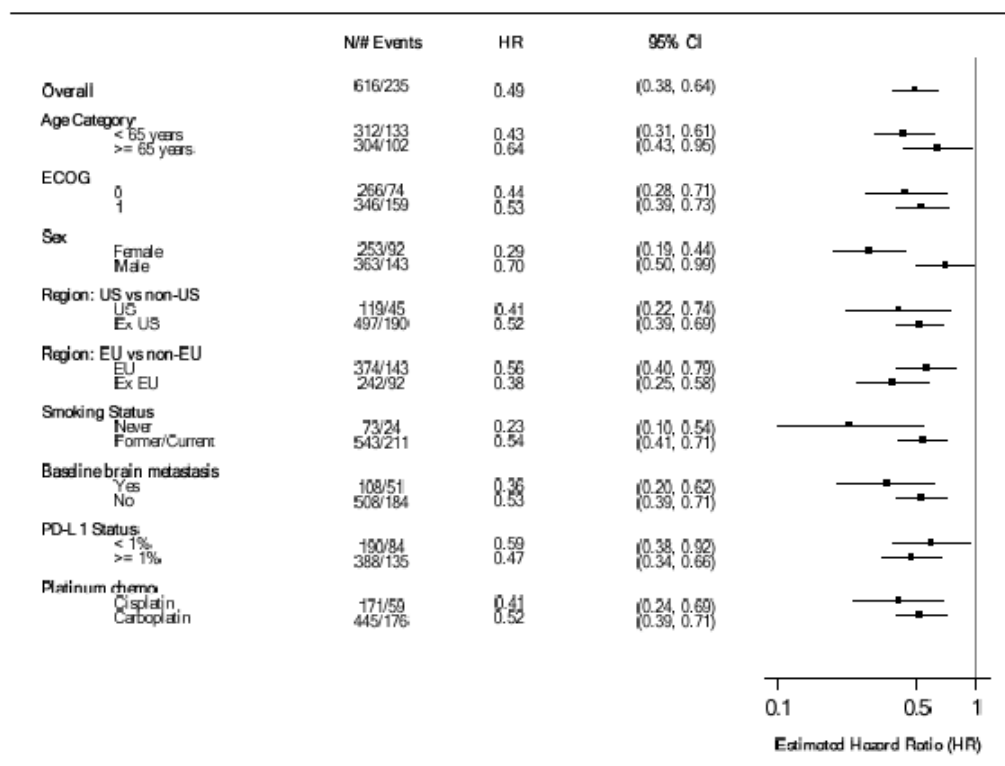 N/# Events HR 95% CI
Overall 616/235 0.49 (0.38, 0.64)
Age Category
< 65 years 312/133 0.43 (0.31, 0.61)
>= 65 years 304/102 0.64 (0.43, 0.95)
ECOG
0 266/74 0.44 (0.28, 0.71)
1 346/159 0.53 (0.39, 0.73)
Sex
Female 253/92 0.29 (0.19, 0.44)
Male 363/143 0.70 (0.50, 0.99)
Region: US vs non-US
US 119/45 0.41 (0.22, 0.74)
Ex US 497/190 0.52 (0.39, 0.69)
Region: EU vs non-EU
EU 374/143 0.56 (0.40, 0.79)
Ex EU 242/92 0.38 (0.25, 0.58)
Smoking Status
Never 73/24 0.23 (0.10, 0.54)
Former/Current 543/211 0.54 (0.41, 0.71)
Baseline brain metastasis
Yes 108/51 0.36 (0.20, 0.62)
No 508/184 0.53 (0.39, 0.71)
PD-L 1 Status
< 1% 190/84 0.59 (0.38, 0.92)
>= 1% 388/135 0.47 (0.34, 0.66)
Platinum chemo
Cisplatin 171/59 0.41 (0.24, 0.69)
Carboplatin 445/176 0.52 (0.39, 0.71)
0.1 0.5 1
Estimated Hazard Ratio (HR)